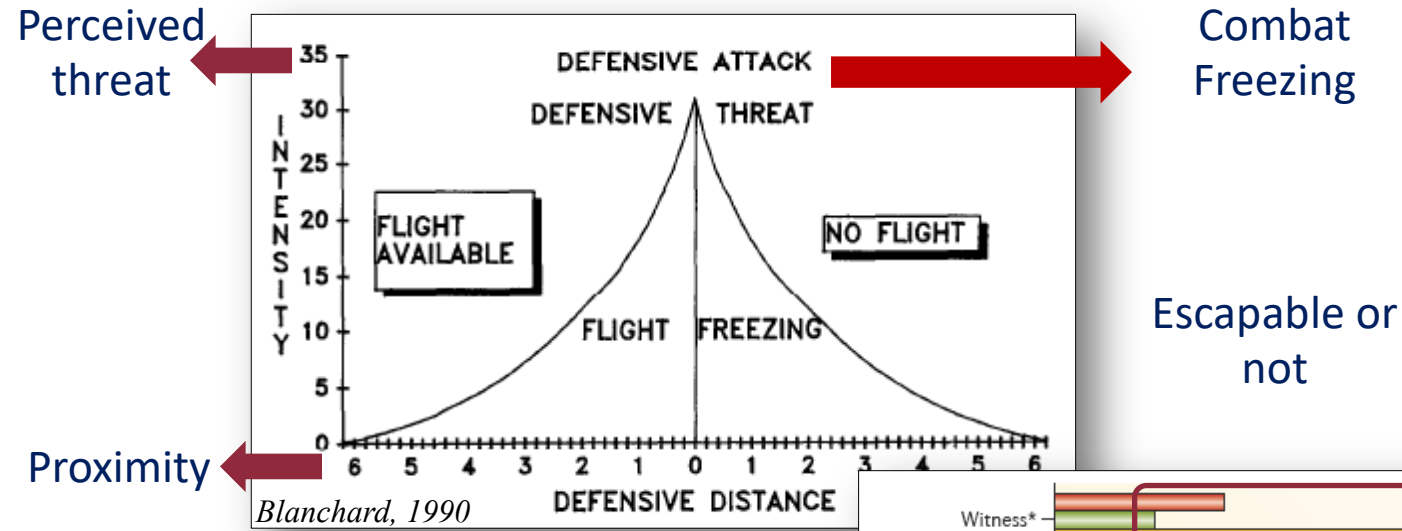 Perceived
threat
Combat
Freezing
35
30
25
20
15
10
5
0
INTENSITY
DEFENSIVE ATTACK
DEFENSIVE THREAT
FLIGHT
AVAILABLE
NO FLIGHT
FLIGHT FREEZING
Escapable or
not
Proximity
6 5 4 3 2 1 0 1 2 3 4 5 6
Blanchard, 1990
DEFENSIVE DISTANCE
Witness*